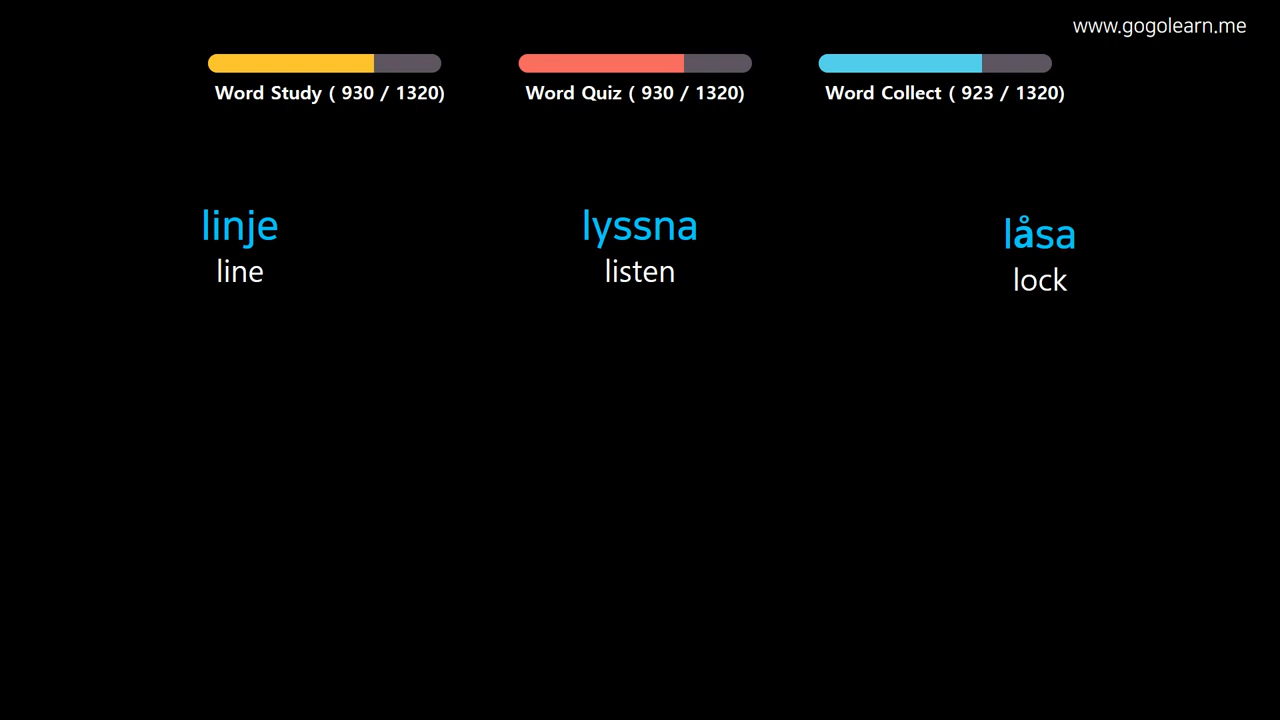 www.gogolearn.me
Word Study ( 930 / 1320)
Word Quiz ( 930 / 1320)
Word Collect ( 923 / 1320)
linje
line
lyssna
listen
låsa
lock